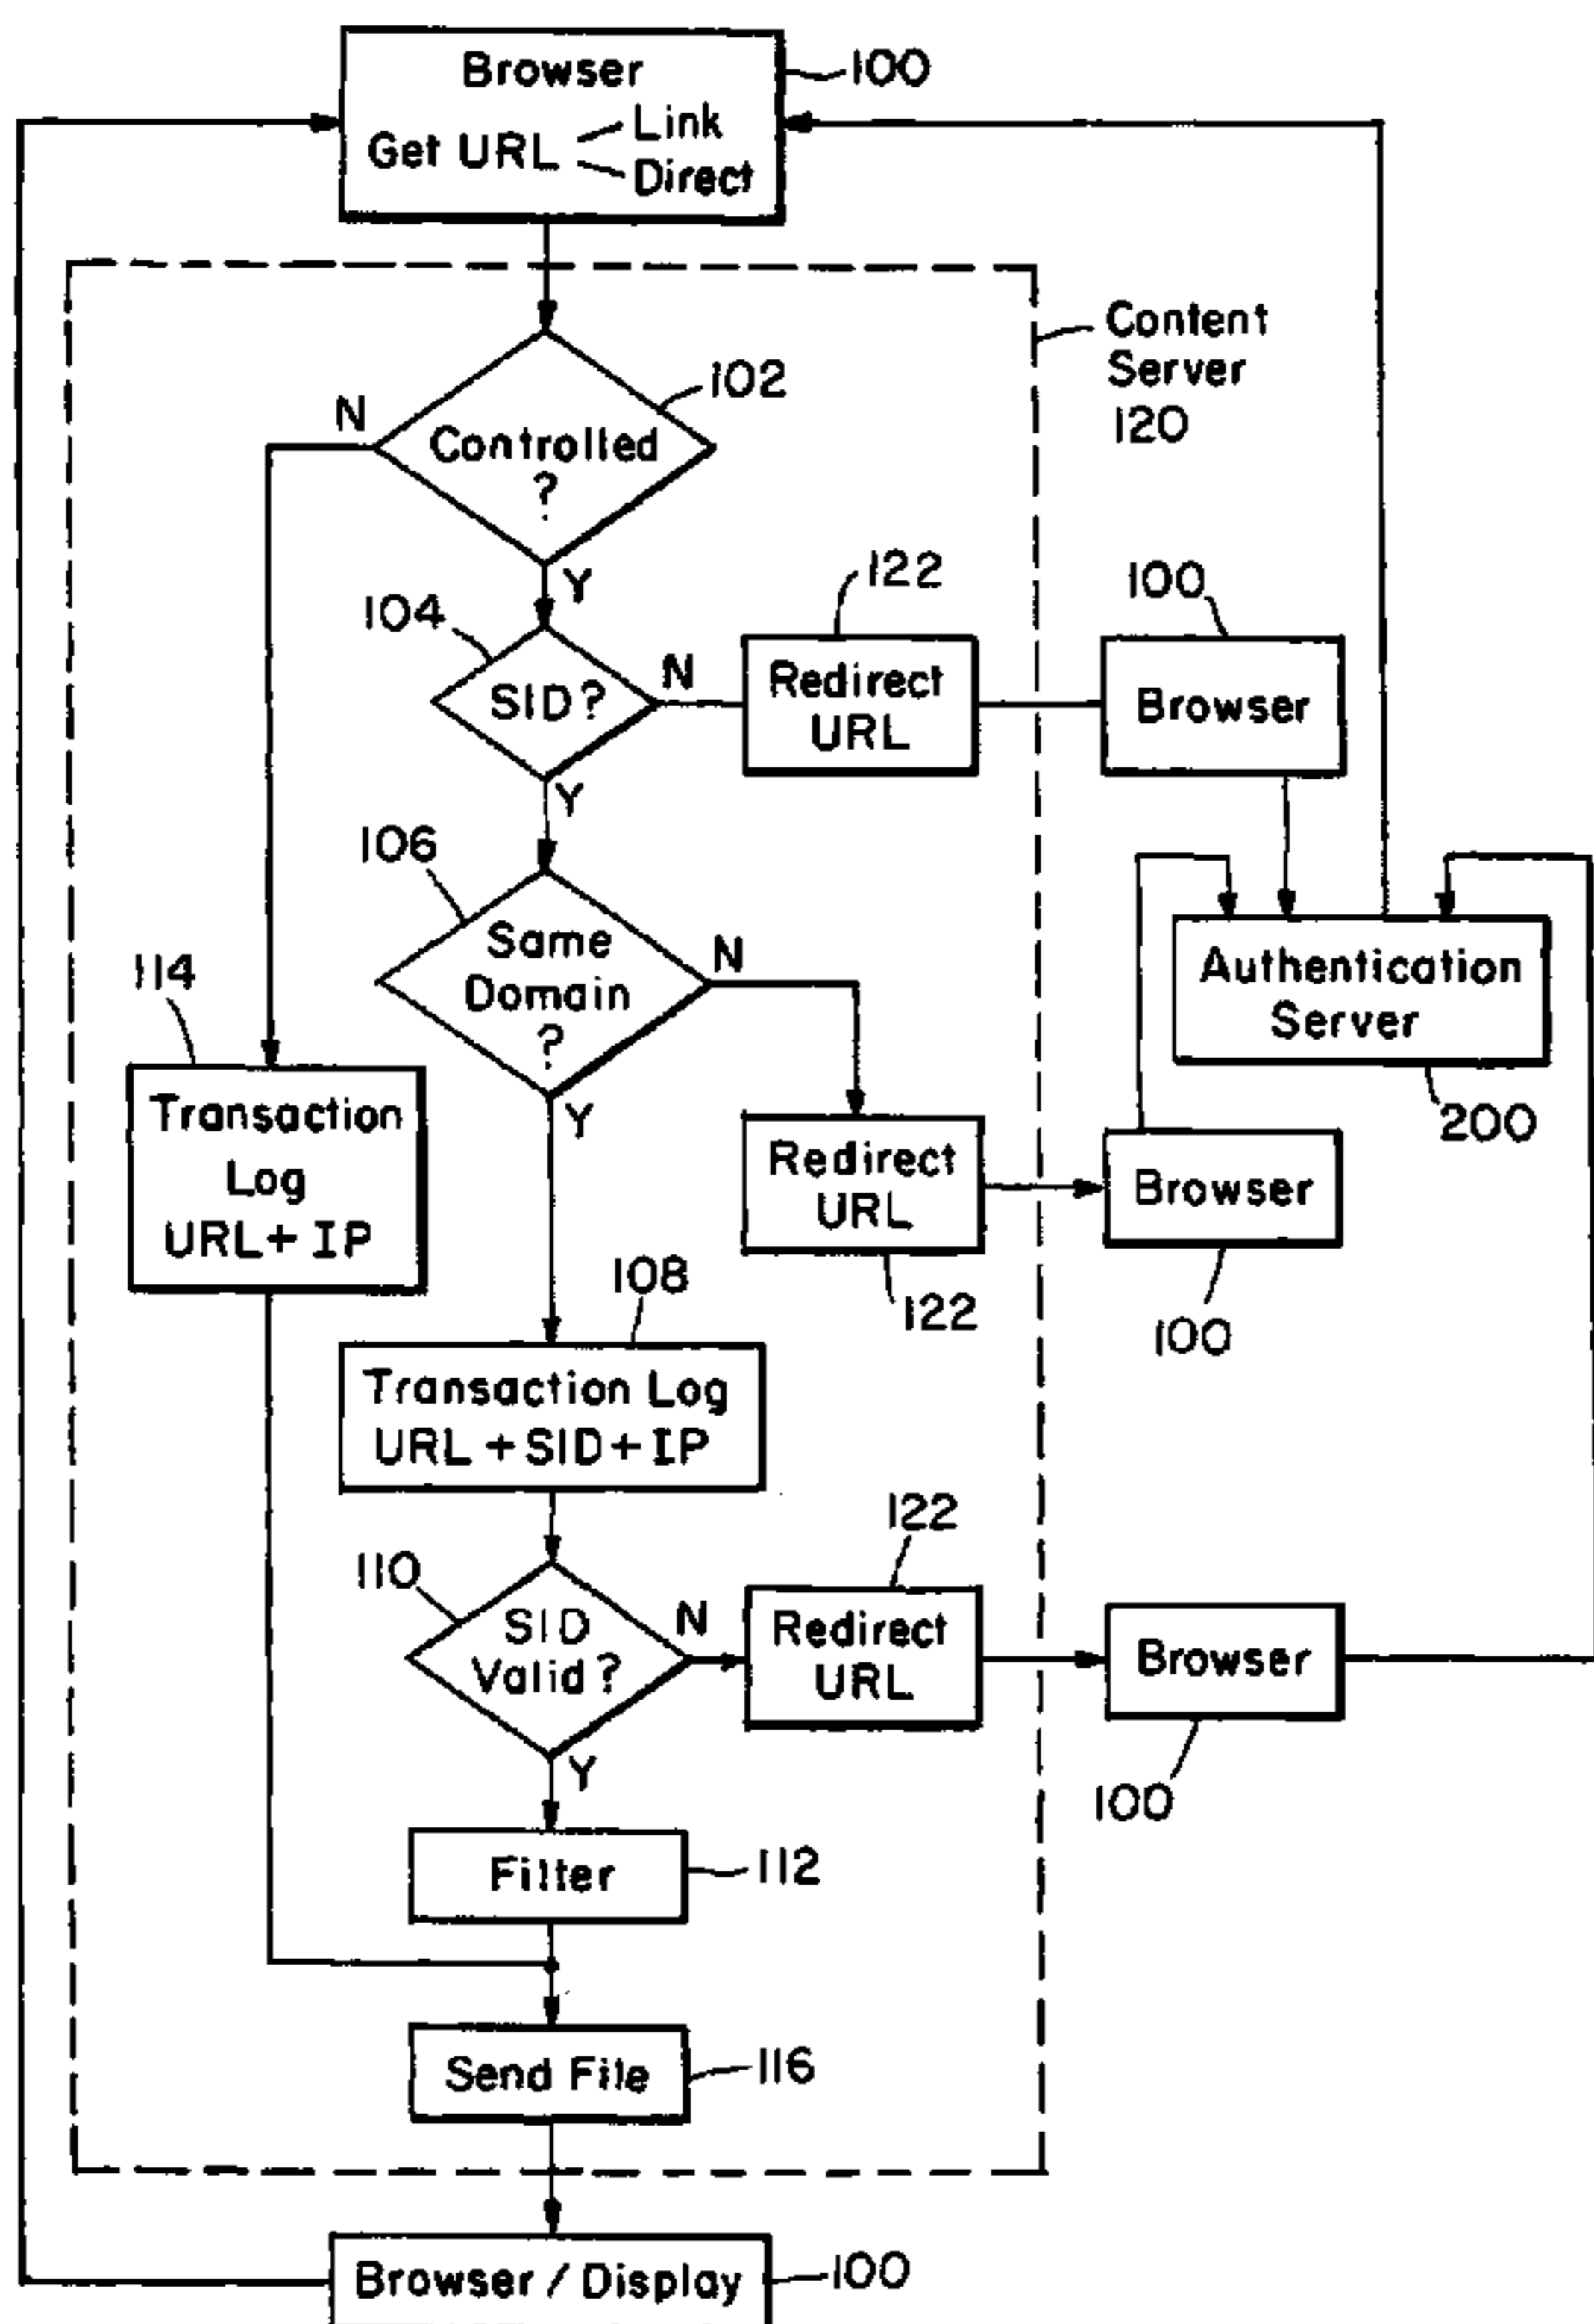 Browser
100
Get URL
Link
Direct
Content
Server
120
102
N
Controlled
?
Y
104
SID?
N
122
Redirect
URL
100
Browser
Y
106
Same
Domain
?
N
Authentication
Server
200
114
Transaction
Log
URL+ IP
Y
Redirect
URL
122
Browser
100
108
Transaction Log
URL + SID + IP
110
SID
Valid?
N
122
Redirect
URL
Browser
100
Y
Filter
112
Send File
116
Browser / Display
100